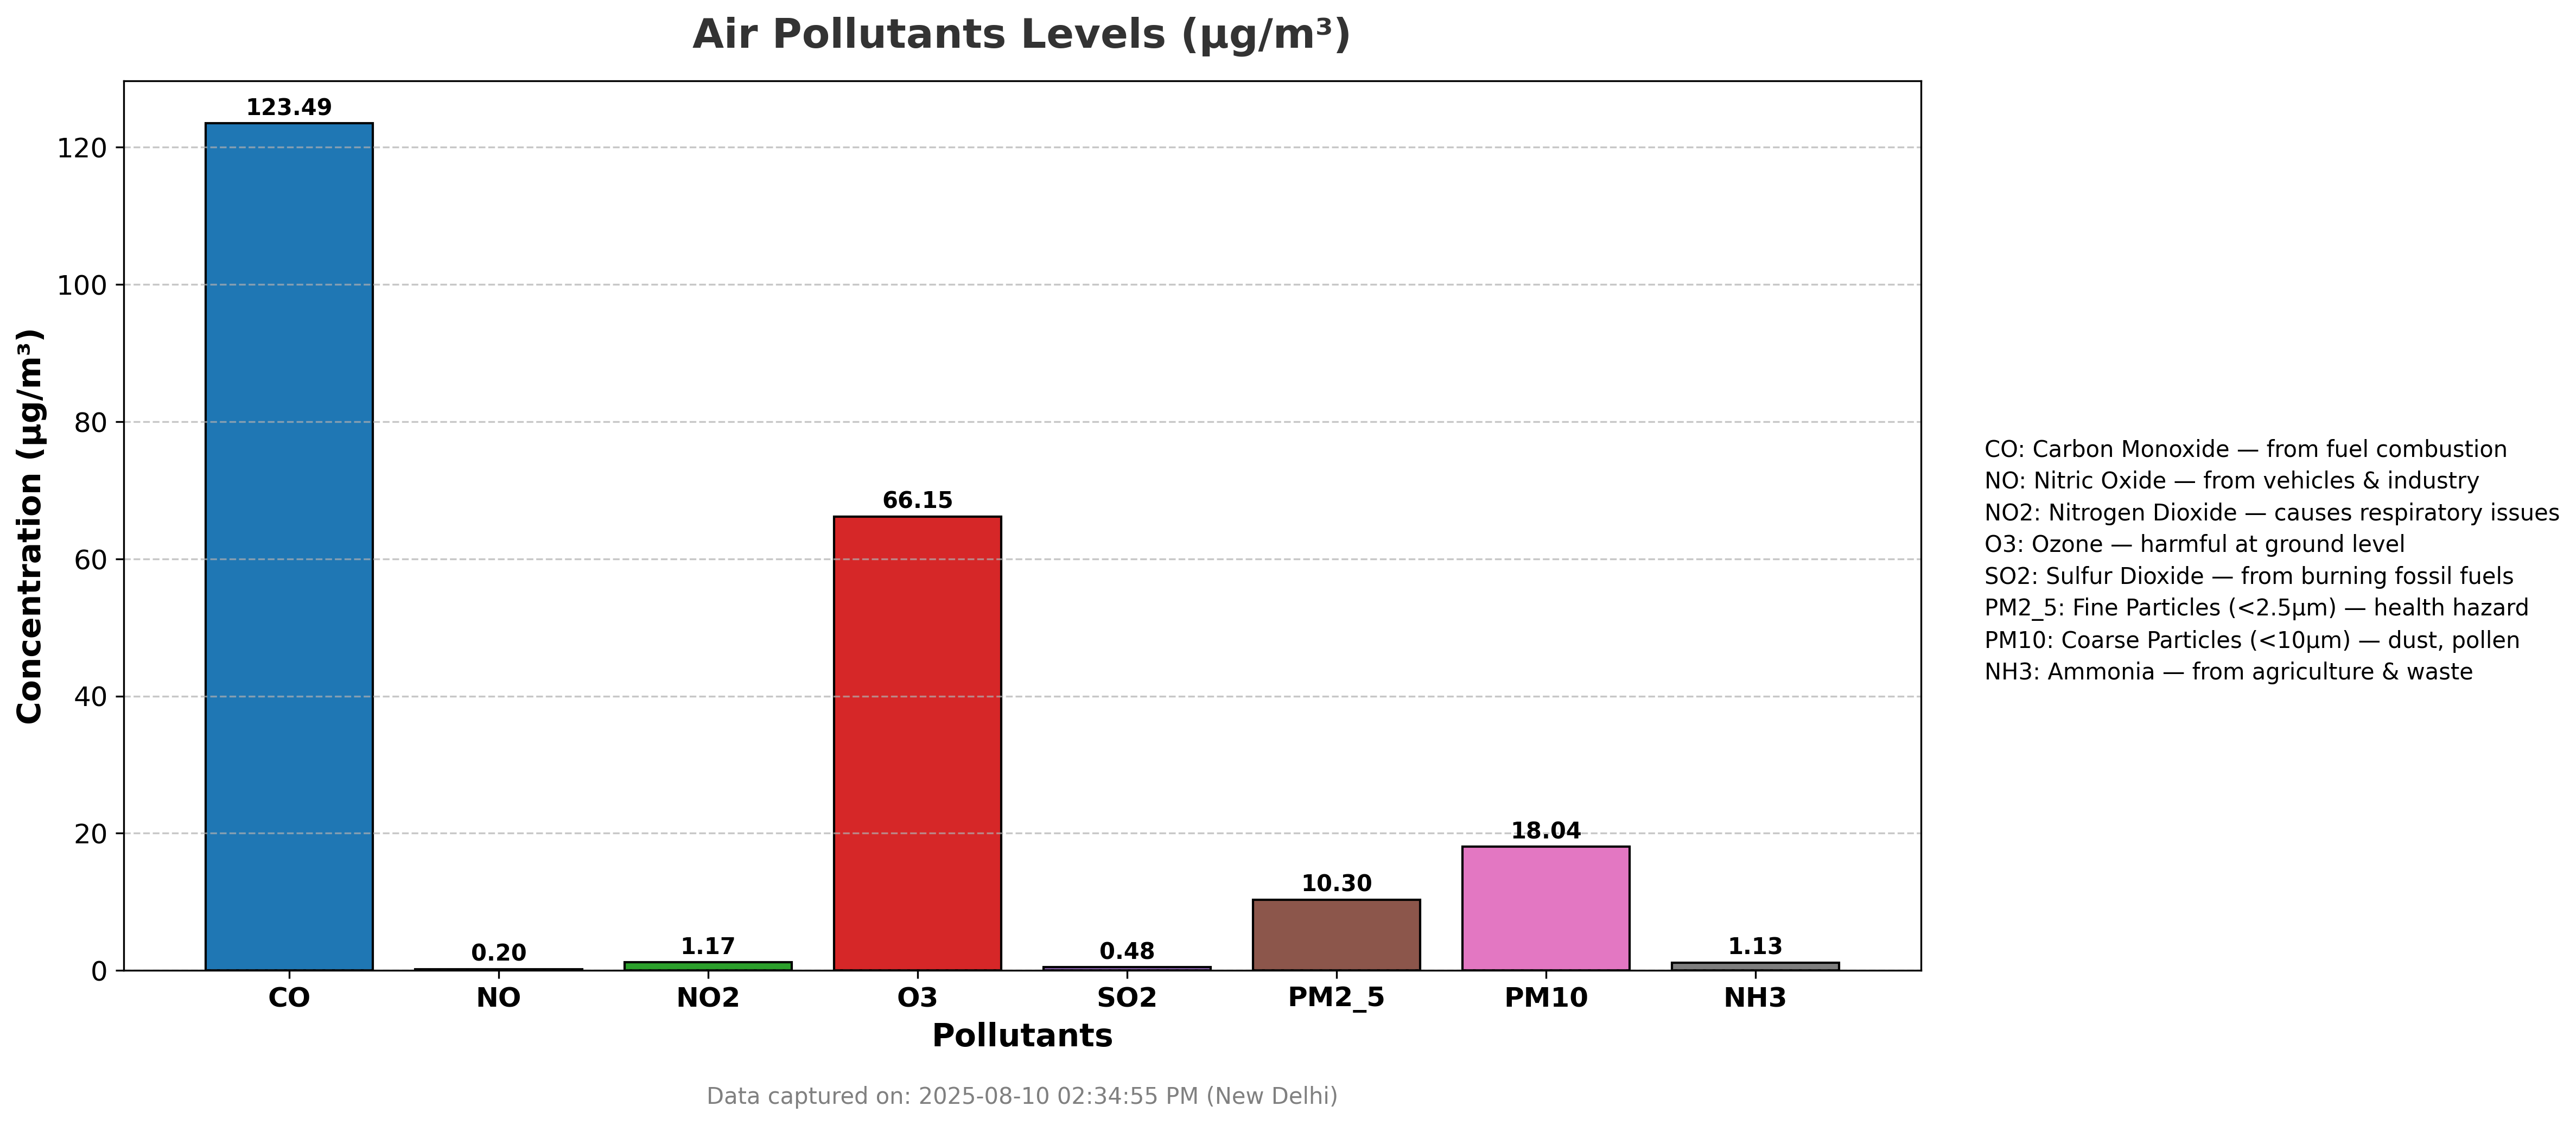 Air Pollutants Levels (µg/m³)
Concentration (µg/m³)
120
100
80
60
40
20
0
123.49
0.20
1.17
66.15
0.48
10.30
18.04
1.13
CO
NO
NO2
O3
SO2
PM2_5
PM10
NH3
Pollutants
CO: Carbon Monoxide — from fuel combustion
NO: Nitric Oxide — from vehicles & industry
NO2: Nitrogen Dioxide — causes respiratory issues
O3: Ozone — harmful at ground level
SO2: Sulfur Dioxide — from burning fossil fuels
PM2_5: Fine Particles (<2.5µm) — health hazard
PM10: Coarse Particles (<10µm) — dust, pollen
NH3: Ammonia — from agriculture & waste
Data captured on: 2025-08-10 02:34:55 PM (New Delhi)